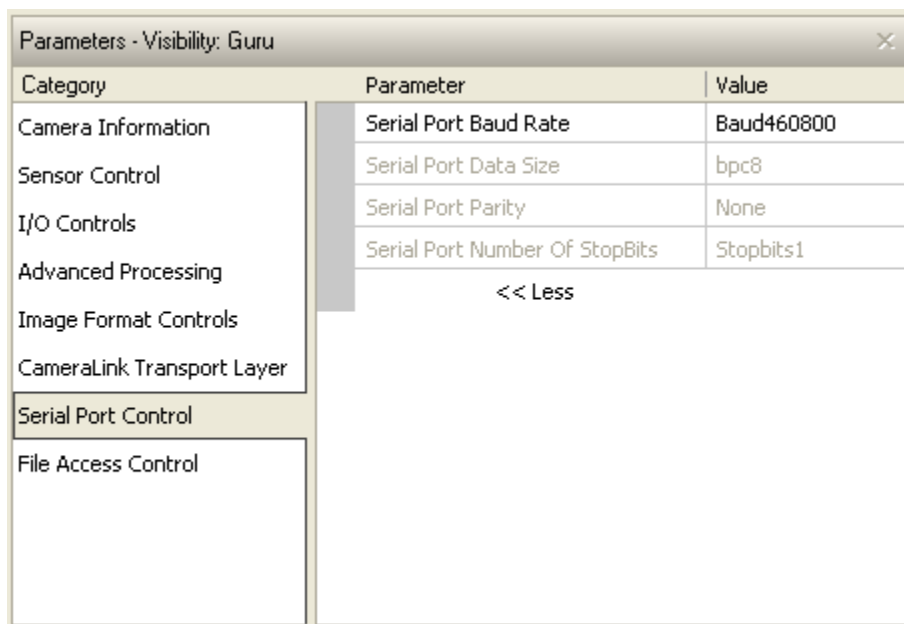 Parameters - Visibility: Guru
Category
Parameter Value
Camera Information
Sensor Control
I/O Controls
Advanced Processing
Image Format Controls
CameraLink Transport Layer
Serial Port Control
File Access Control
Serial Port Baud Rate Baud460800
Serial Port Data Size bpc8
Serial Port Parity None
Serial Port Number Of StopBits Stopbits1
<< Less